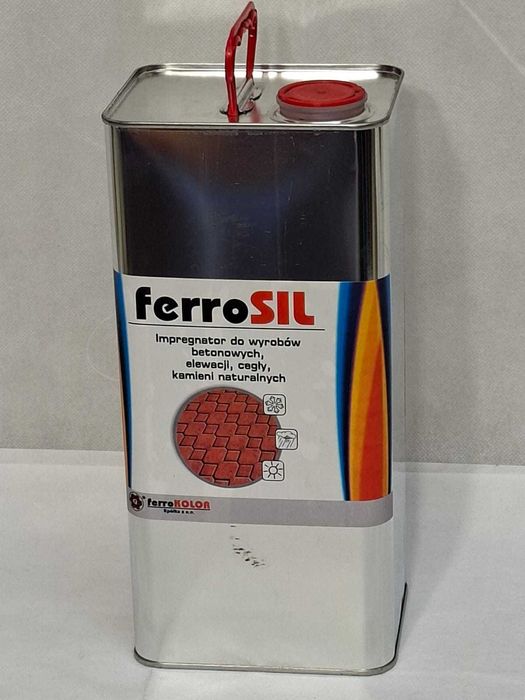 ferroSIL
Impregnator do wyrobów
betonowych,
elewacji, cegły,
kamieni naturalnych
ferroKOLOR
Spółka z o.o.